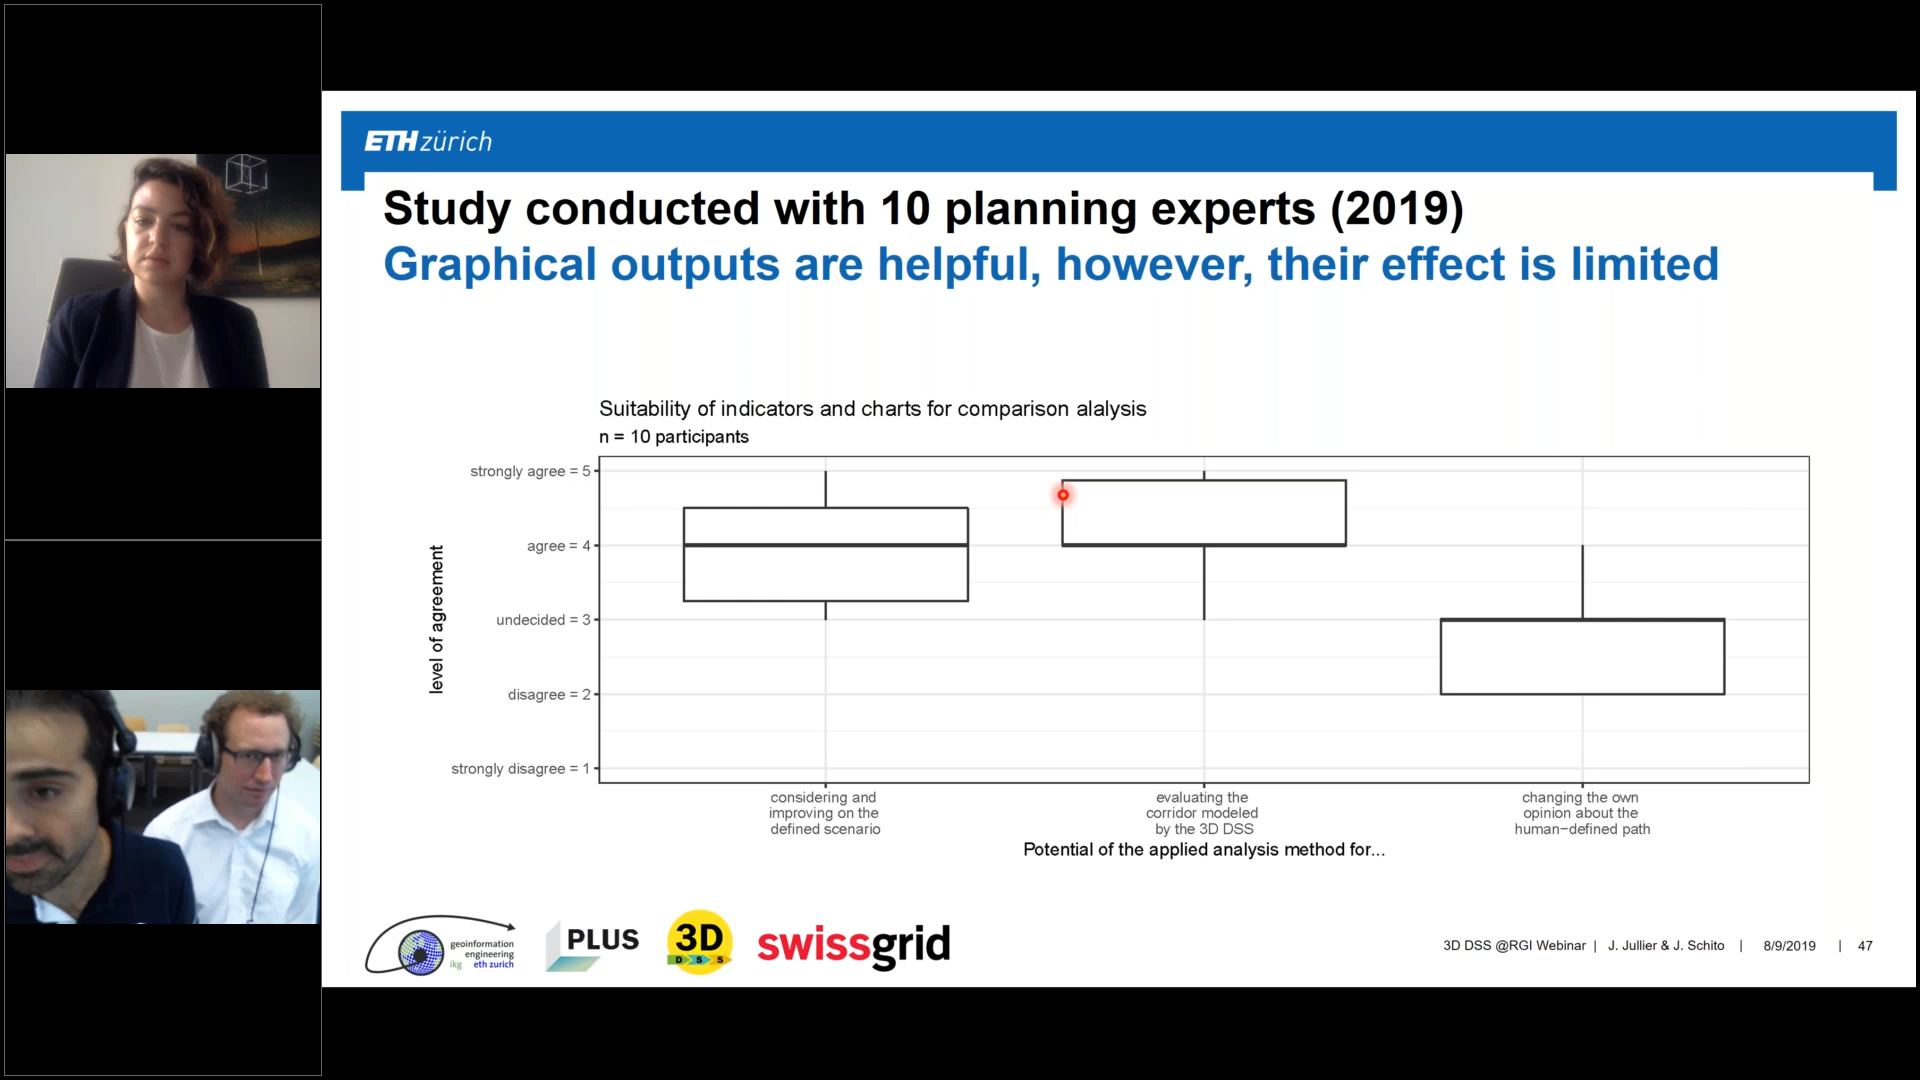 ETH zürich
Study conducted with 10 planning experts (2019)
Graphical outputs are helpful, however, their effect is limited
Suitability of indicators and charts for comparison alalysis
n = 10 participants
strongly agree = 5
agree = 4
undecided = 3
disagree = 2
strongly disagree = 1
level of agreement
considering and
improving on the
defined scenario
evaluating the
corridor modeled
by the 3D DSS
changing the own
opinion about the
human-defined path
Potential of the applied analysis method for...
geoinformation
engineering
ikg eth zurich
PLUS
3D
D S S
swissgrid
3D DSS @RGI Webinar | J. Jullier & J. Schito | 8/9/2019 | 47